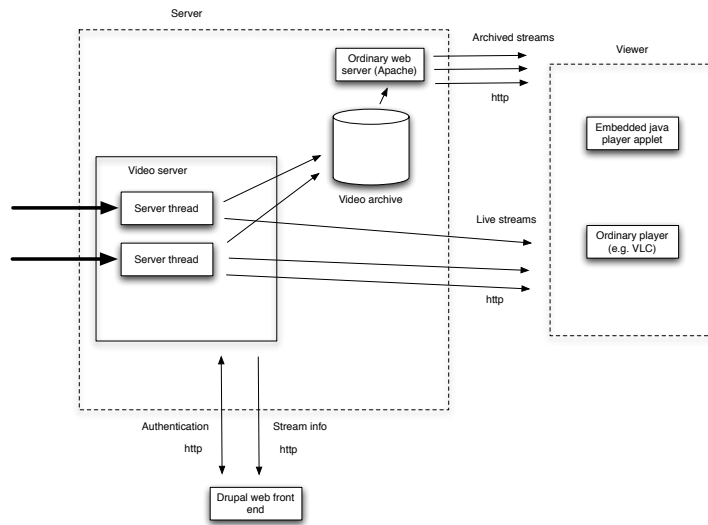 Server
Archived streams
Viewer
Ordinary web
server (Apache)
http
Embedded java
player applet
Video server
Video archive
Server thread
Live streams
Ordinary player
(e.g. VLC)
Server thread
http
Authentication
Stream info
http
http
Drupal web front
end